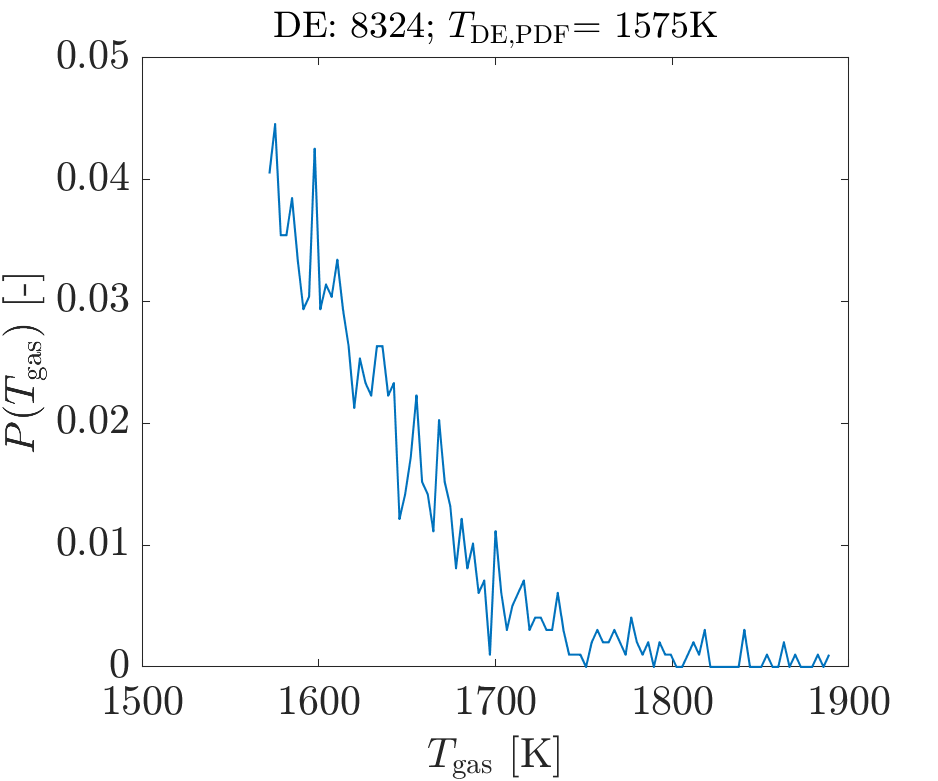 DE: 8324; T_DE,PDF= 1575K
0.05
0.04
0.03
0.02
0.01
0
P(T_gas) [-]
1500 1600 1700 1800 1900
T_gas [K]